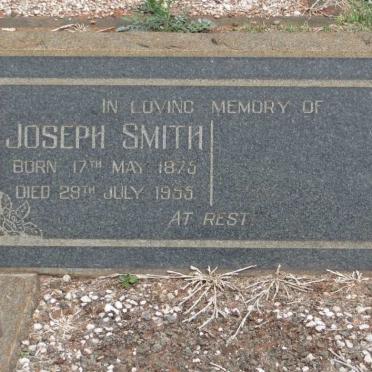 IN LOVING MEMORY OF
JOSEPH SMITH
BORN 17TH MAY 1875
DIED 29TH JULY 1955.
AT REST